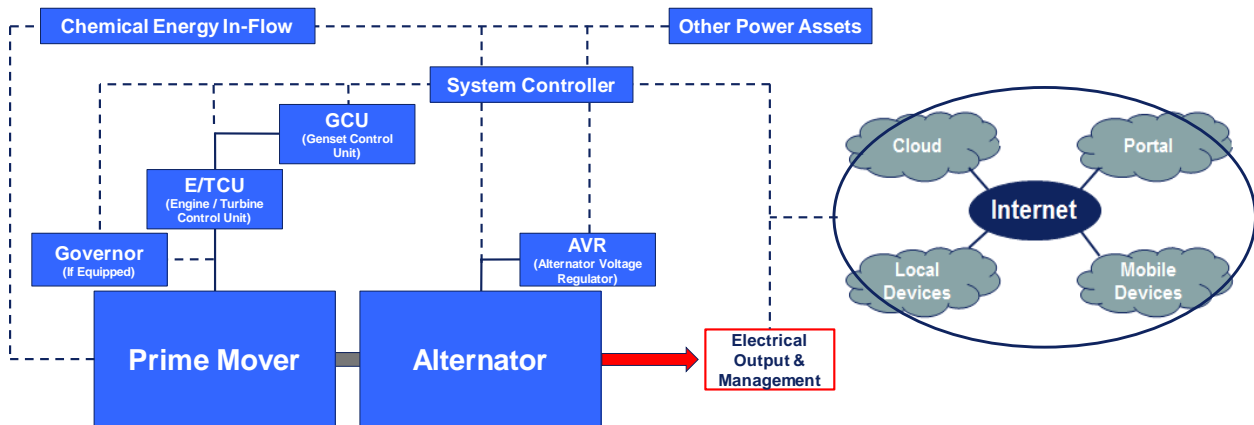 Chemical Energy In-Flow
Other Power Assets
System Controller
GCU
(Genset Control
Unit)
E/TCU
(Engine / Turbine
Control Unit)
Governor
(If Equipped)
AVR
(Alternator Voltage
Regulator)
Prime Mover
Alternator
Electrical
Output &
Management
Cloud
Portal
Internet
Local
Devices
Mobile
Devices